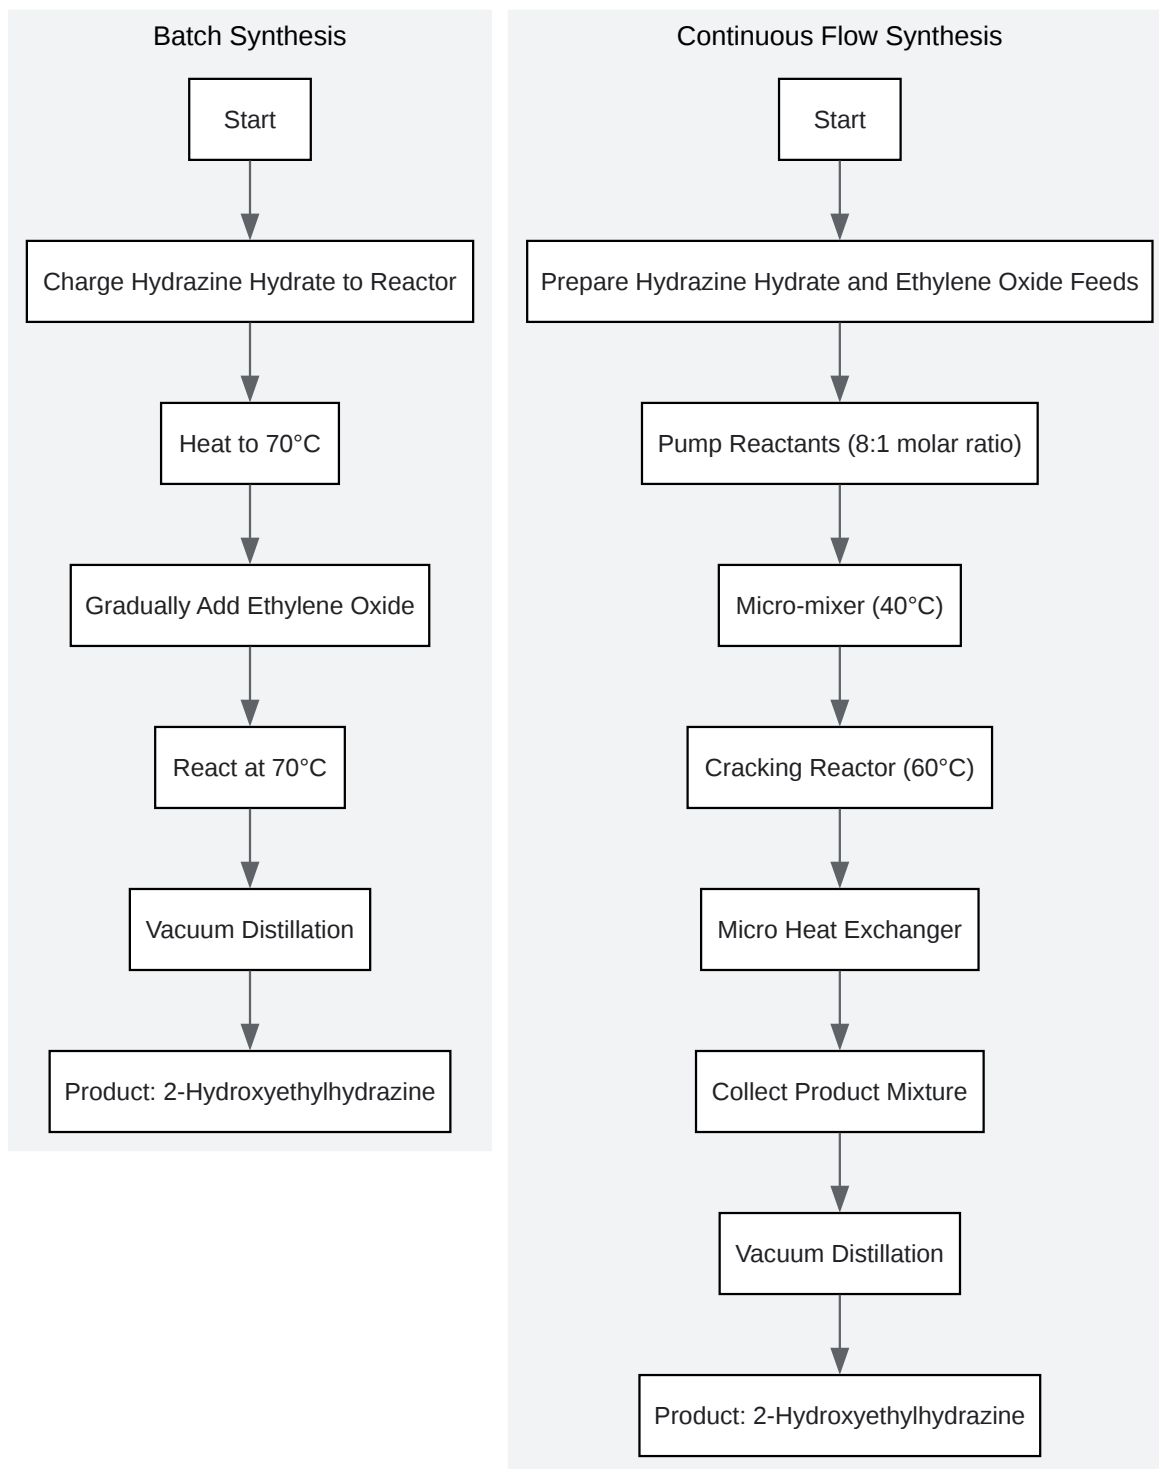 Batch Synthesis
Start
Charge Hydrazine Hydrate to Reactor
Heat to 70°C
Gradually Add Ethylene Oxide
React at 70°C
Vacuum Distillation
Product: 2-Hydroxyethylhydrazine
Continuous Flow Synthesis
Start
Prepare Hydrazine Hydrate and Ethylene Oxide Feeds
Pump Reactants (8:1 molar ratio)
Micro-mixer (40°C)
Cracking Reactor (60°C)
Micro Heat Exchanger
Collect Product Mixture
Vacuum Distillation
Product: 2-Hydroxyethylhydrazine